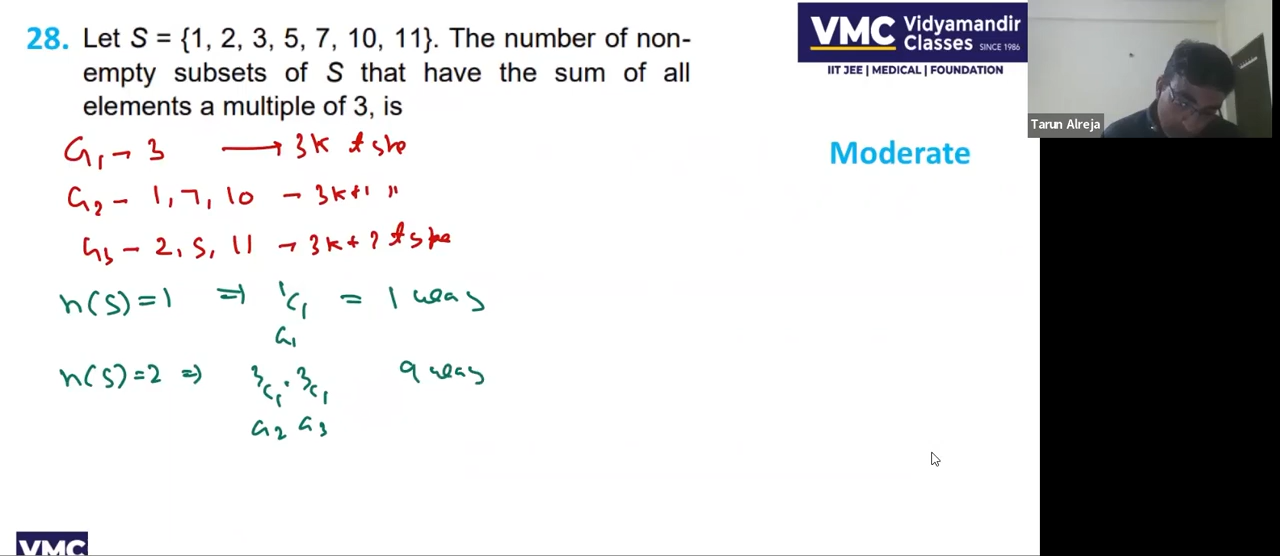 28. Let S = {1, 2, 3, 5, 7, 10, 11}. The number of non-
empty subsets of S that have the sum of all
elements a multiple of 3, is
VMC Vidyamandir Classes SINCE 1986
IIT JEE | MEDICAL | FOUNDATION
Tarun Alreja
Moderate
G₁ → 3 → 3k type
G₂ – 1, 7, 10 → 3k+1 "
G₃ – 2, 5, 11 → 3k+2 type
n(S)=1 ⇒ ¹C₁ = 1 ways
G₁
n(S)=2 ⇒ ³C₁ · ³C₁ 9 ways
G₂ G₃
VMC